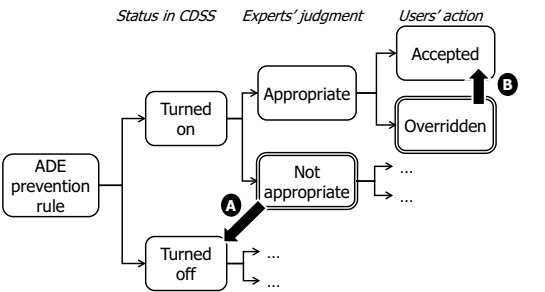 Status in CDSS
Experts' judgment
Users' action
Accepted
B
Appropriate
Turned
on
Overridden
ADE
prevention
rule
Not
appropriate
...
...
A
Turned
off
...
...